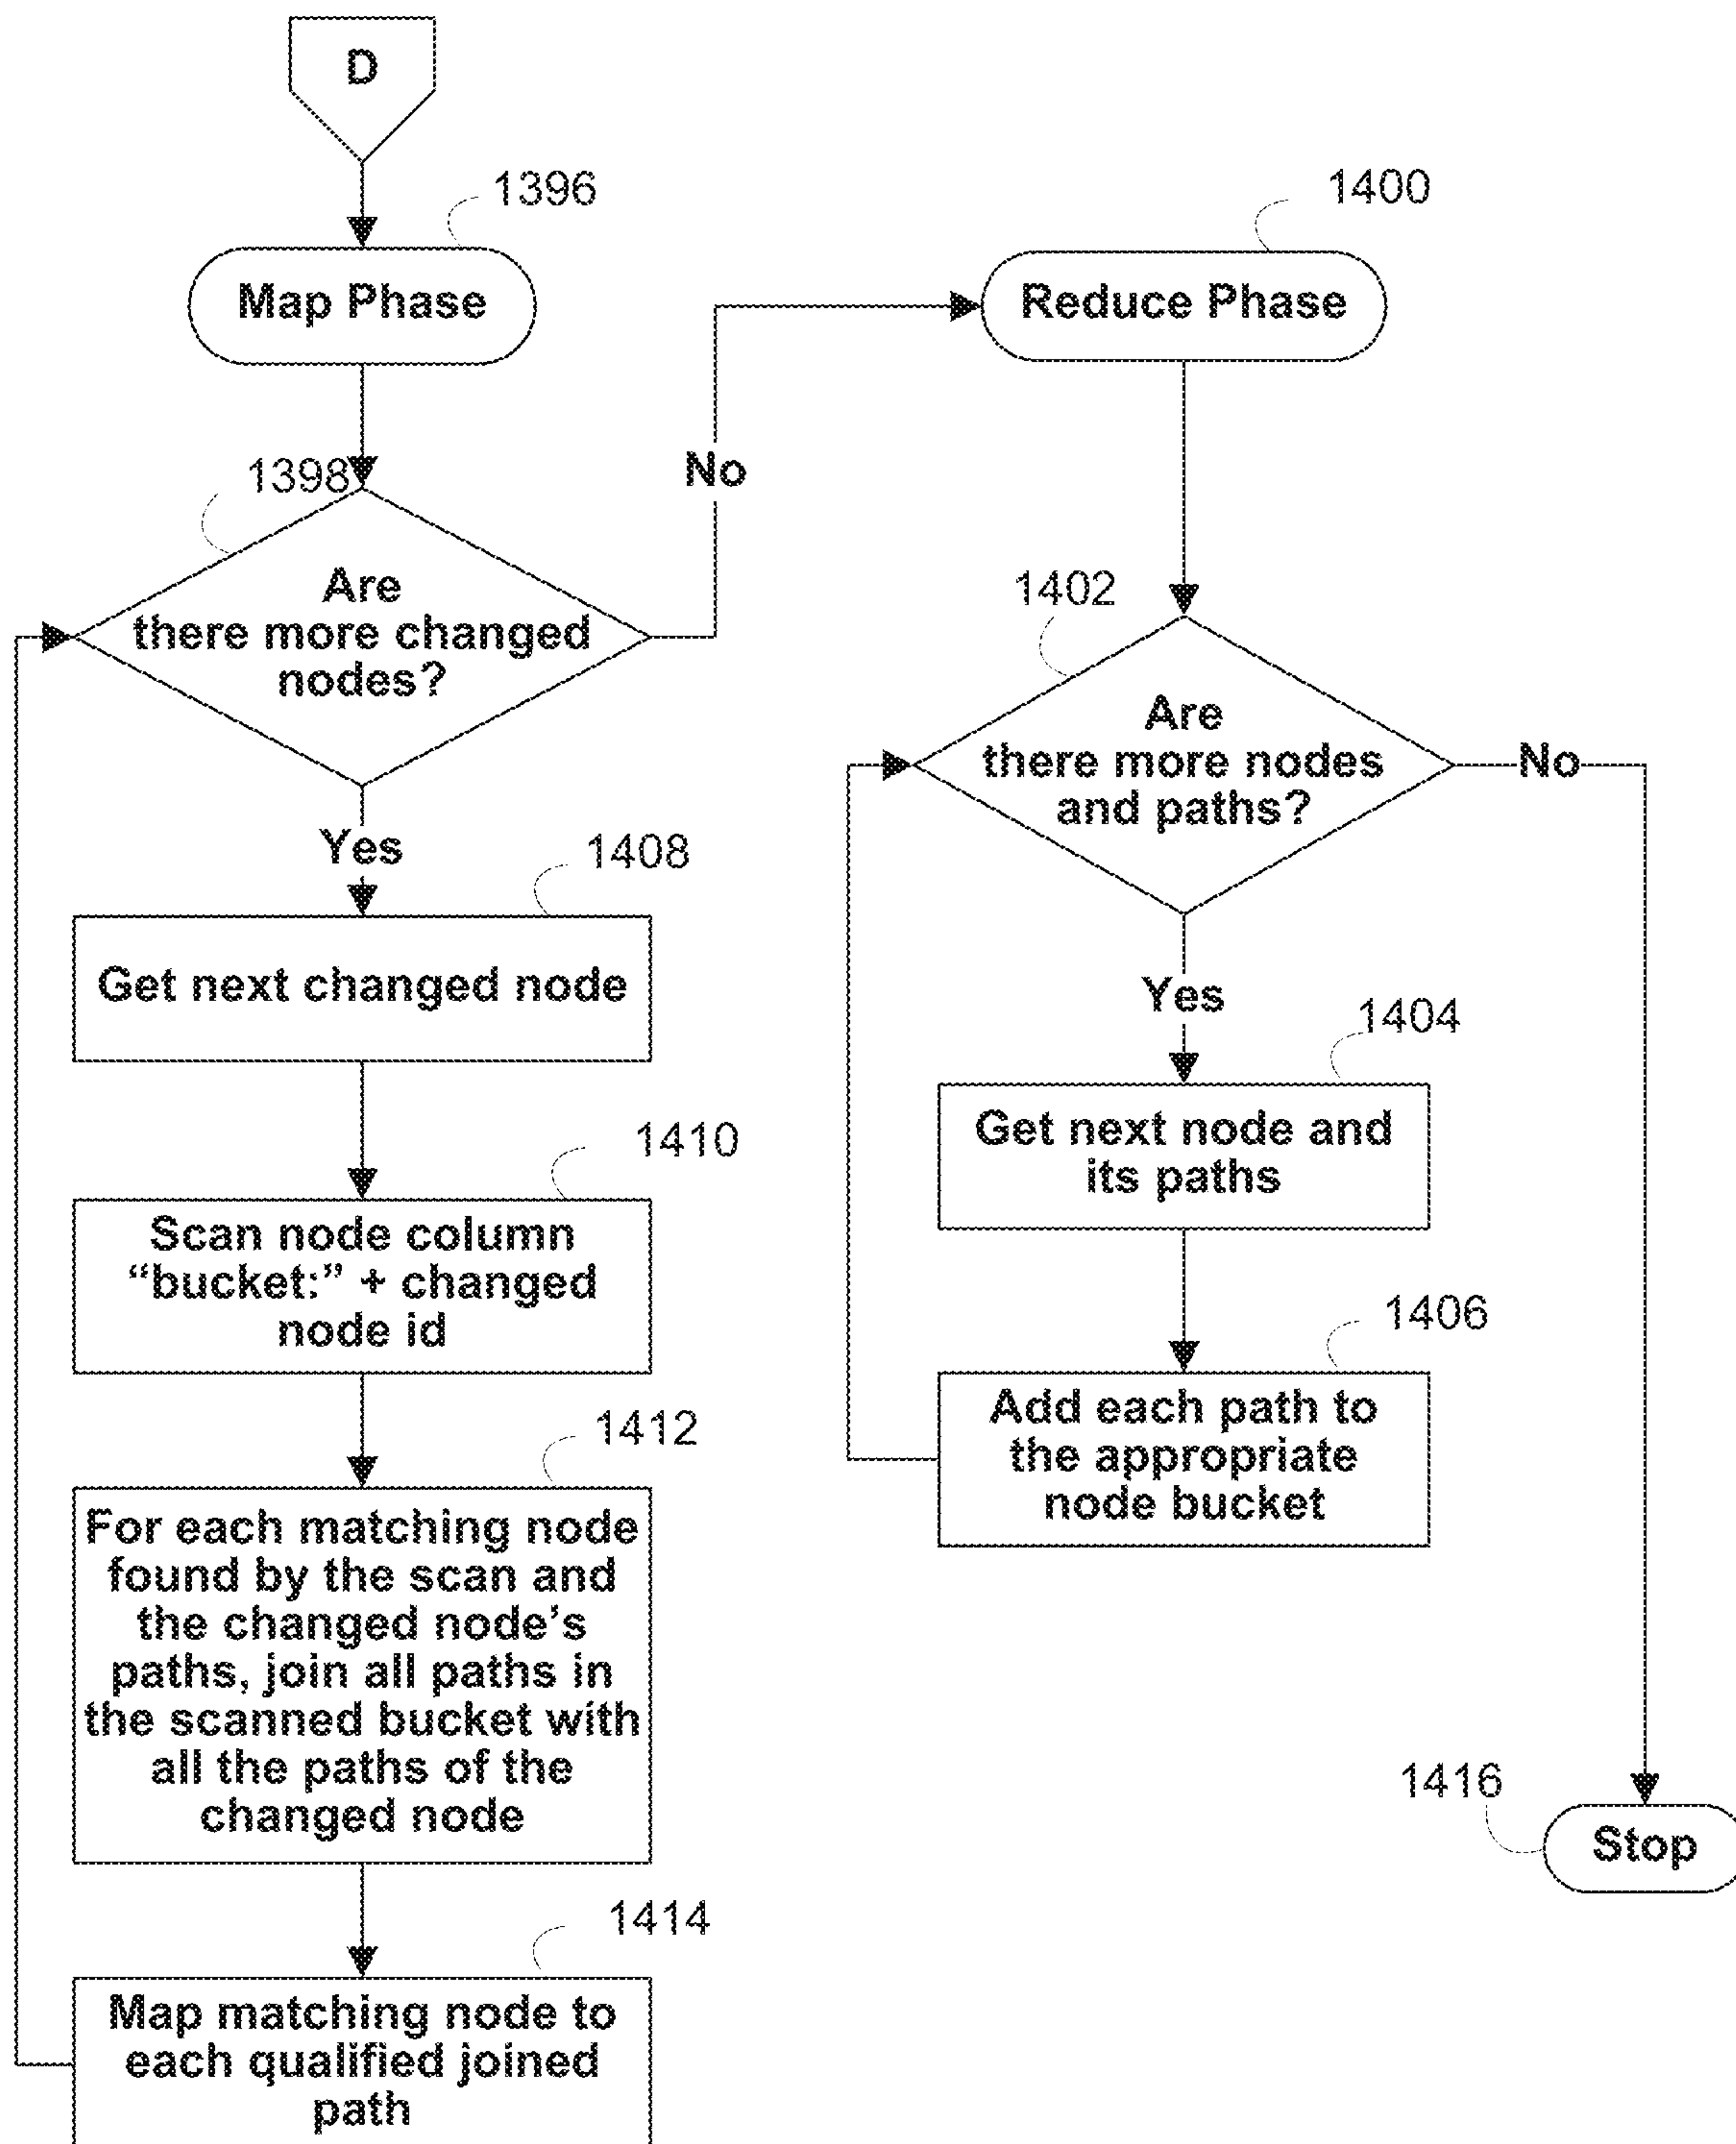 D
1396
Map Phase
1398
Are
there more changed
nodes?
No
Yes
1408
Get next changed node
1410
Scan node column
“bucket:” + changed
node id
1412
For each matching node
found by the scan and
the changed node’s
paths, join all paths in
the scanned bucket with
all the paths of the
changed node
1414
Map matching node to
each qualified joined
path
1400
Reduce Phase
1402
Are
there more nodes
and paths?
No
Yes
1404
Get next node and
its paths
1406
Add each path to
the appropriate
node bucket
1416
Stop